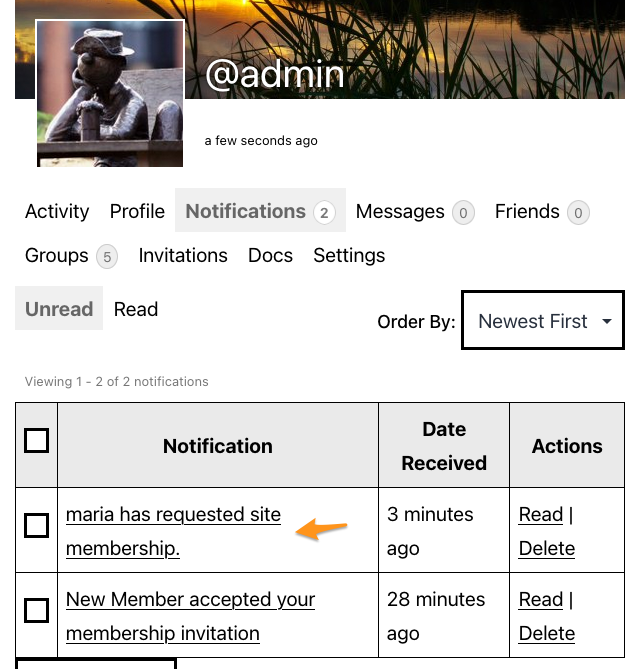 @admin
a few seconds ago
Activity Profile Notifications 2 Messages 0 Friends 0
Groups 5 Invitations Docs Settings
Unread Read
Order By: Newest First
Viewing 1 - 2 of 2 notifications
Notification Date Received Actions
maria has requested site
membership.
3 minutes
ago
Read |
Delete
New Member accepted your
membership invitation
28 minutes
ago
Read |
Delete